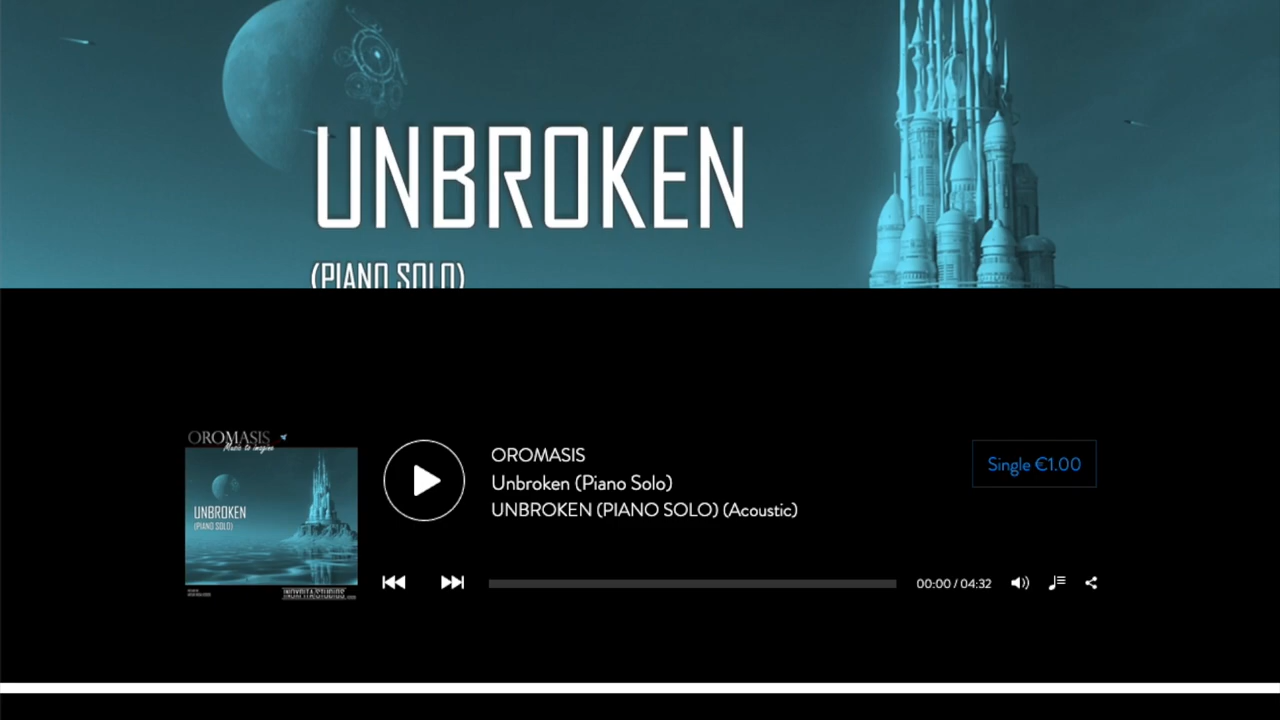 UNBROKEN
(PIANO SOLO)
OROMASIS
Music to imagine
UNBROKEN
(PIANO SOLO)
OROMASIS
Unbroken (Piano Solo)
UNBROKEN (PIANO SOLO) (Acoustic)
Single €1.00
00:00 / 04:32